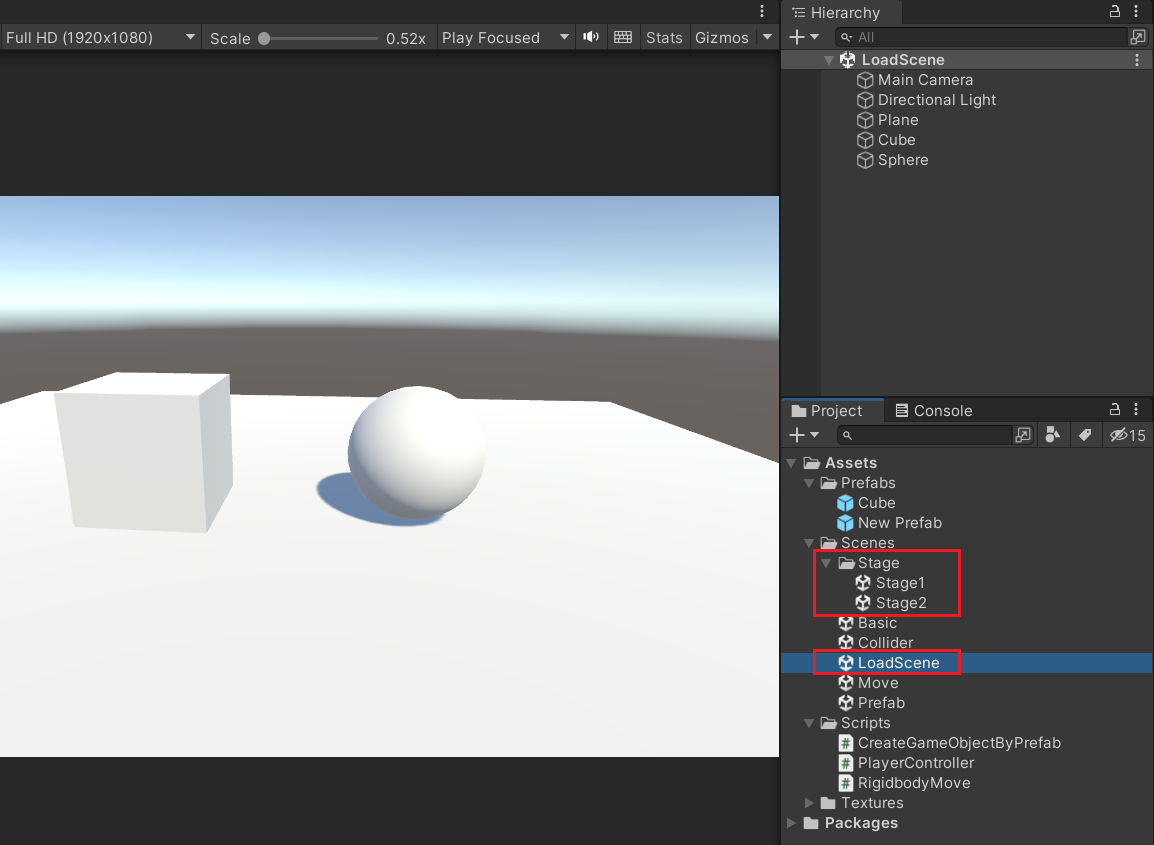 Full HD (1920x1080) Scale 0.52x Play Focused Stats Gizmos
Hierarchy
All
LoadScene
Main Camera
Directional Light
Plane
Cube
Sphere
Project Console
15
Assets
Prefabs
Cube
New Prefab
Scenes
Stage
Stage1
Stage2
Basic
Collider
LoadScene
Move
Prefab
Scripts
# CreateGameObjectByPrefab
# PlayerController
# RigidbodyMove
Textures
Packages